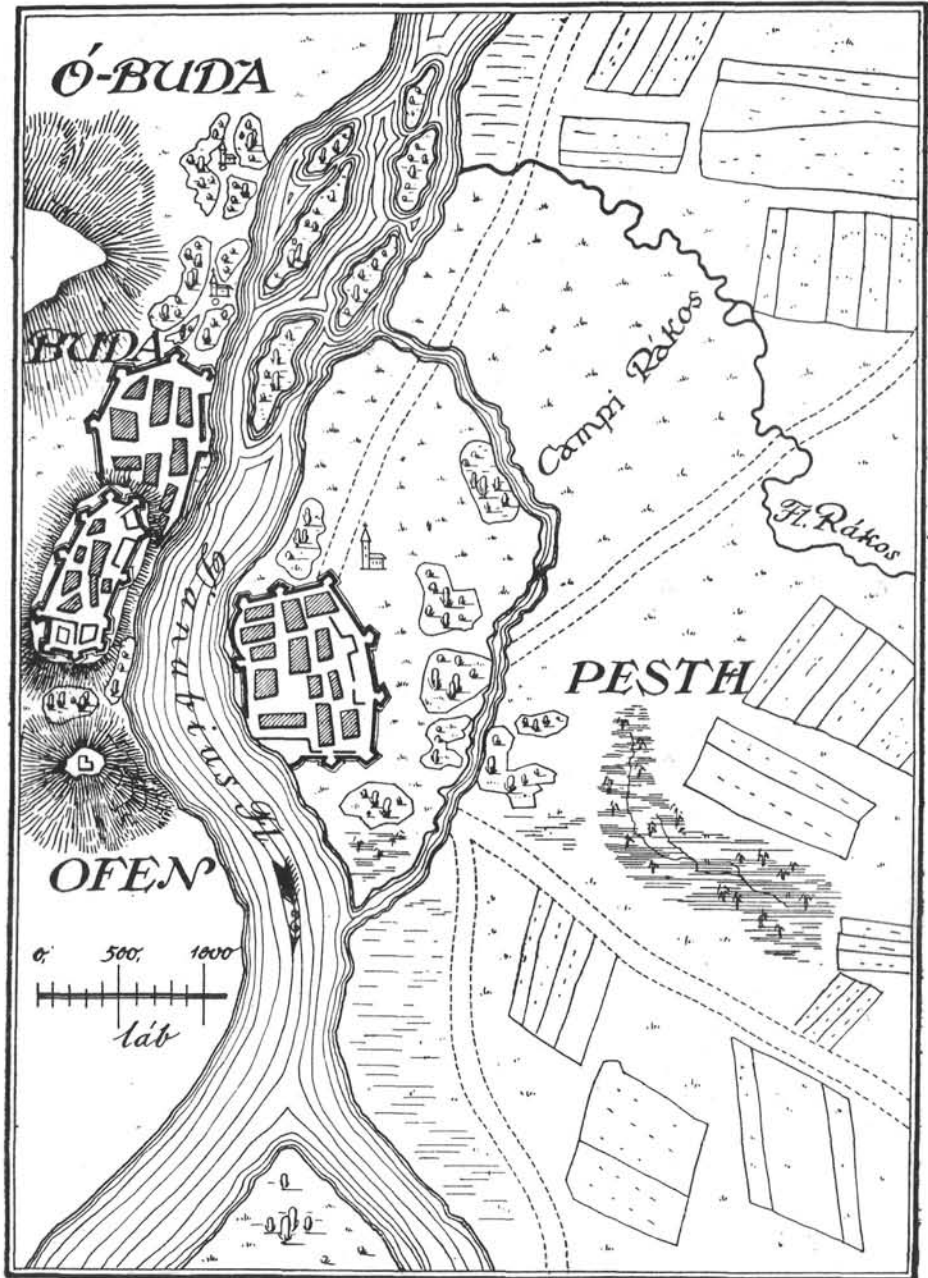 Ó-BUDA
BUDA
Campi Rákos
Fl. Rákos
Danubius Fl.
PESTH
OFEN
0, 500, 1000
láb